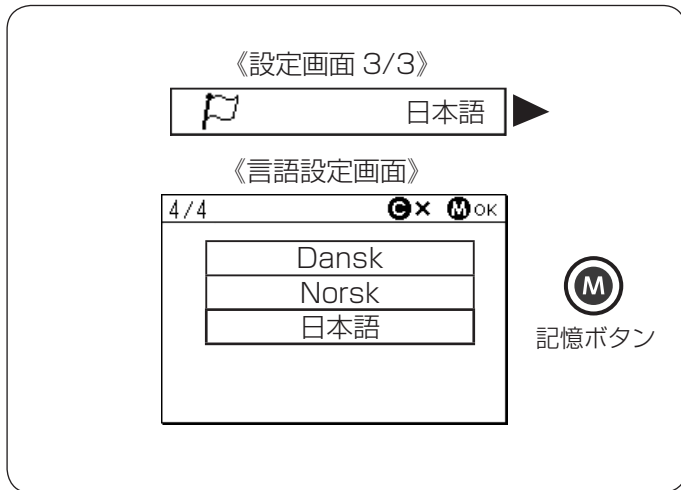 《設定画面 3/3》
日本語
《言語設定画面》
4/4 C× M OK
Dansk
Norsk
日本語
M
記憶ボタン